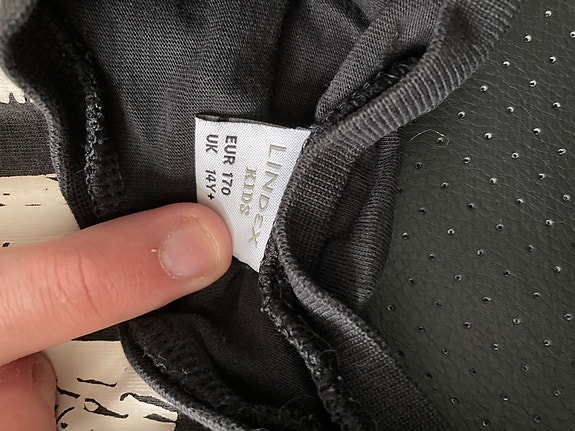 LINDEX
KIDS
EUR 170
UK 14Y+